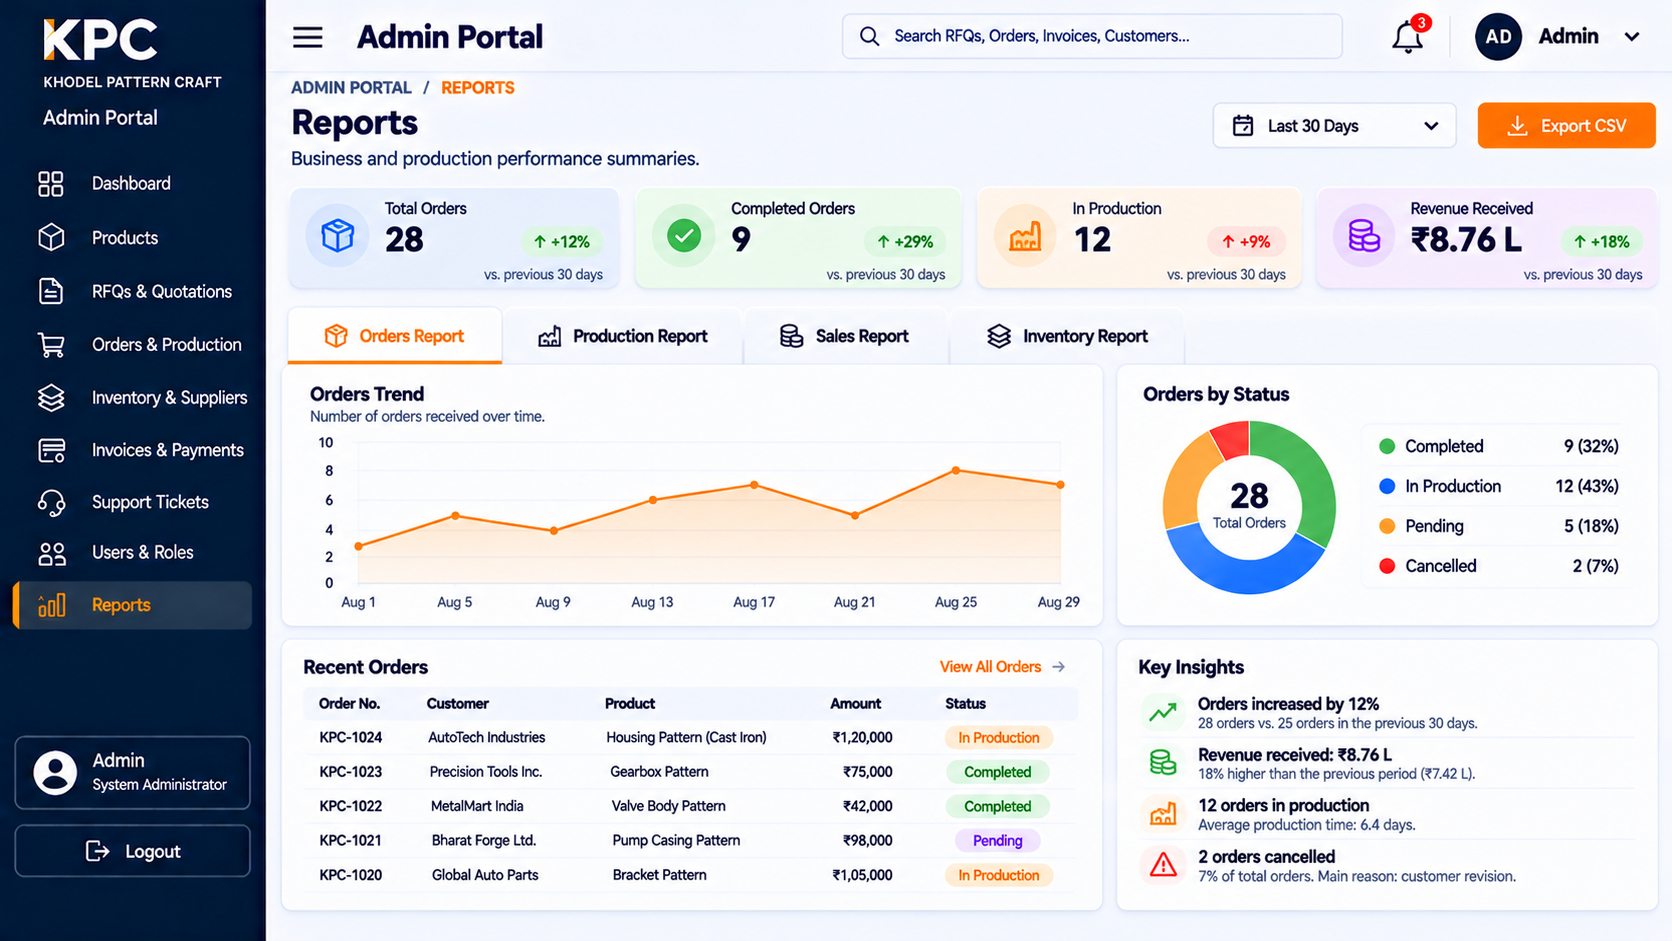 KPC
KHODEL PATTERN CRAFT
Admin Portal
Dashboard
Products
RFQs & Quotations
Orders & Production
Inventory & Suppliers
Invoices & Payments
Support Tickets
Users & Roles
Reports
Admin
System Administrator
Logout
Admin Portal
Search RFQs, Orders, Invoices, Customers...
3
AD
Admin
ADMIN PORTAL / REPORTS
Reports
Business and production performance summaries.
Last 30 Days
Export CSV
Total Orders
28
↑ +12%
vs. previous 30 days
Completed Orders
9
↑ +29%
vs. previous 30 days
In Production
12
↑ +9%
vs. previous 30 days
Revenue Received
₹8.76 L
↑ +18%
vs. previous 30 days
Orders Report
Production Report
Sales Report
Inventory Report
Orders Trend
Number of orders received over time.
10
8
6
4
2
0
Aug 1 Aug 5 Aug 9 Aug 13 Aug 17 Aug 21 Aug 25 Aug 29
Orders by Status
28
Total Orders
Completed 9 (32%)
In Production 12 (43%)
Pending 5 (18%)
Cancelled 2 (7%)
Recent Orders
View All Orders →
Order No. Customer Product Amount Status
KPC-1024 AutoTech Industries Housing Pattern (Cast Iron) ₹1,20,000 In Production
KPC-1023 Precision Tools Inc. Gearbox Pattern ₹75,000 Completed
KPC-1022 MetalMart India Valve Body Pattern ₹42,000 Completed
KPC-1021 Bharat Forge Ltd. Pump Casing Pattern ₹98,000 Pending
KPC-1020 Global Auto Parts Bracket Pattern ₹1,05,000 In Production
Key Insights
Orders increased by 12%
28 orders vs. 25 orders in the previous 30 days.
Revenue received: ₹8.76 L
18% higher than the previous period (₹7.42 L).
12 orders in production
Average production time: 6.4 days.
2 orders cancelled
7% of total orders. Main reason: customer revision.